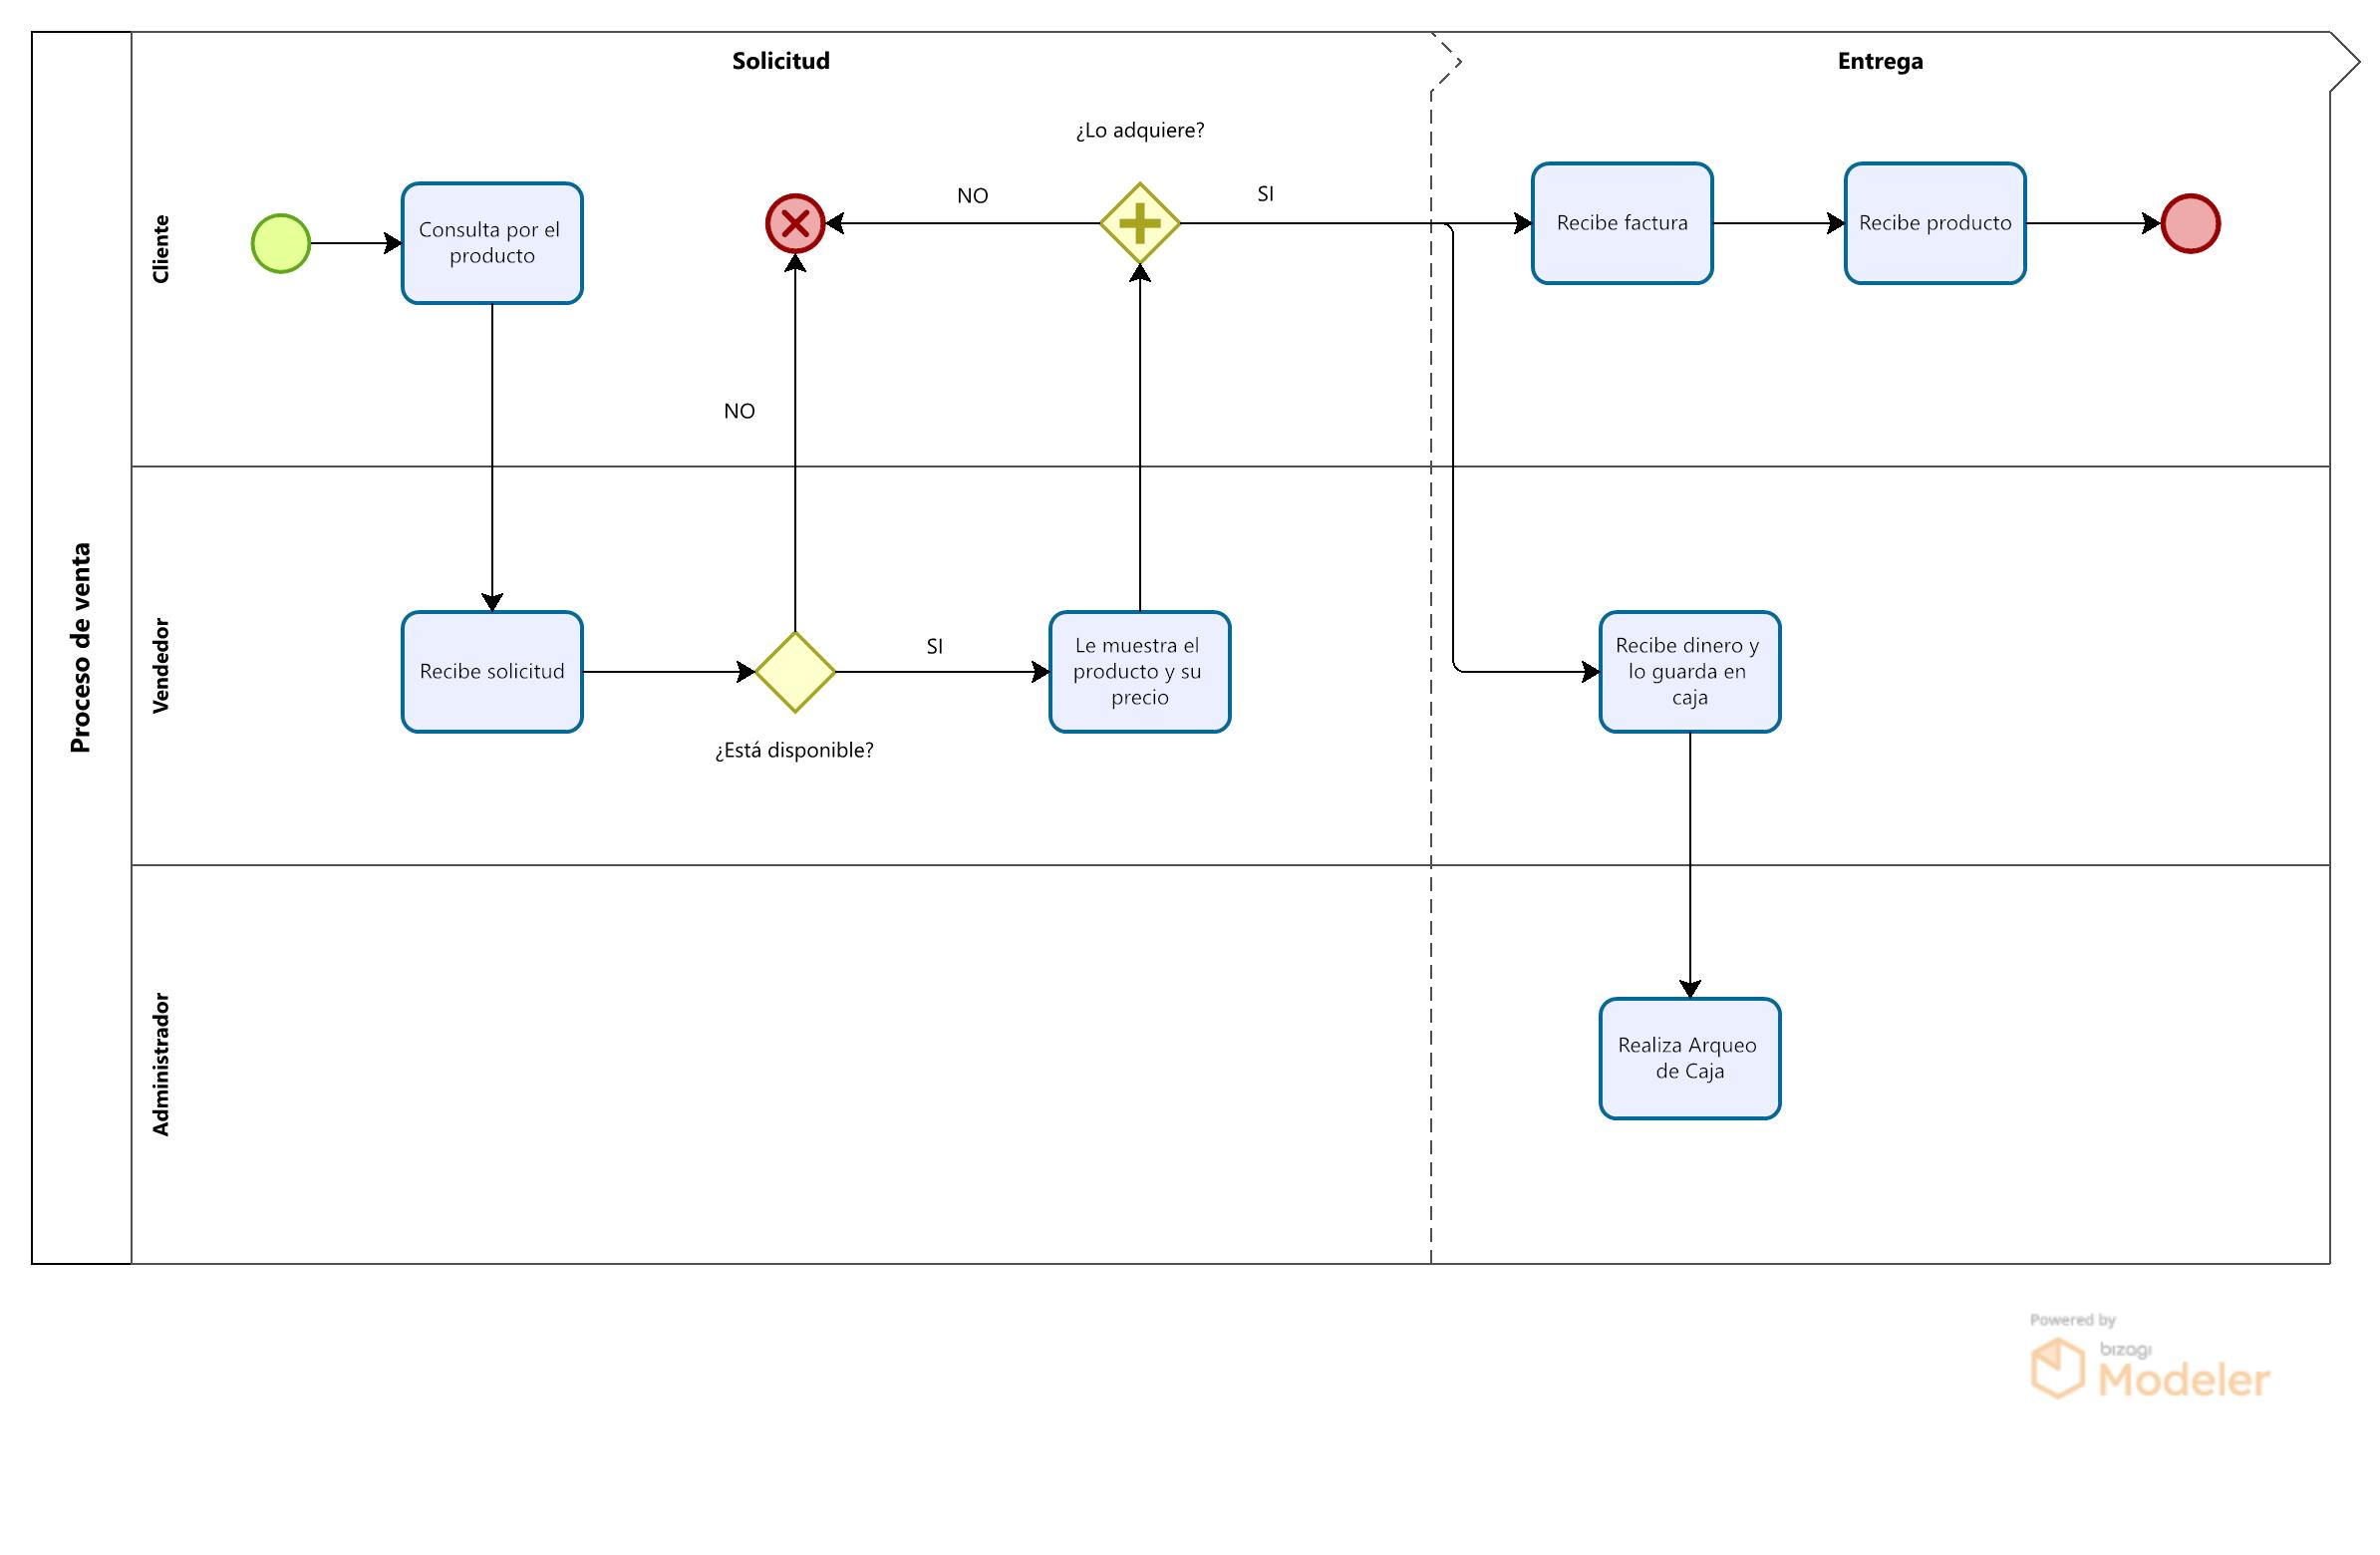 Proceso de venta
Solicitud
Entrega
Cliente
Vendedor
Administrador
¿Lo adquiere?
NO
SI
Consulta por el
producto
Recibe factura
Recibe producto
NO
Recibe solicitud
¿Está disponible?
SI
Le muestra el
producto y su
precio
Recibe dinero y
lo guarda en
caja
Realiza Arqueo
de Caja
Powered by
bizagi
Modeler